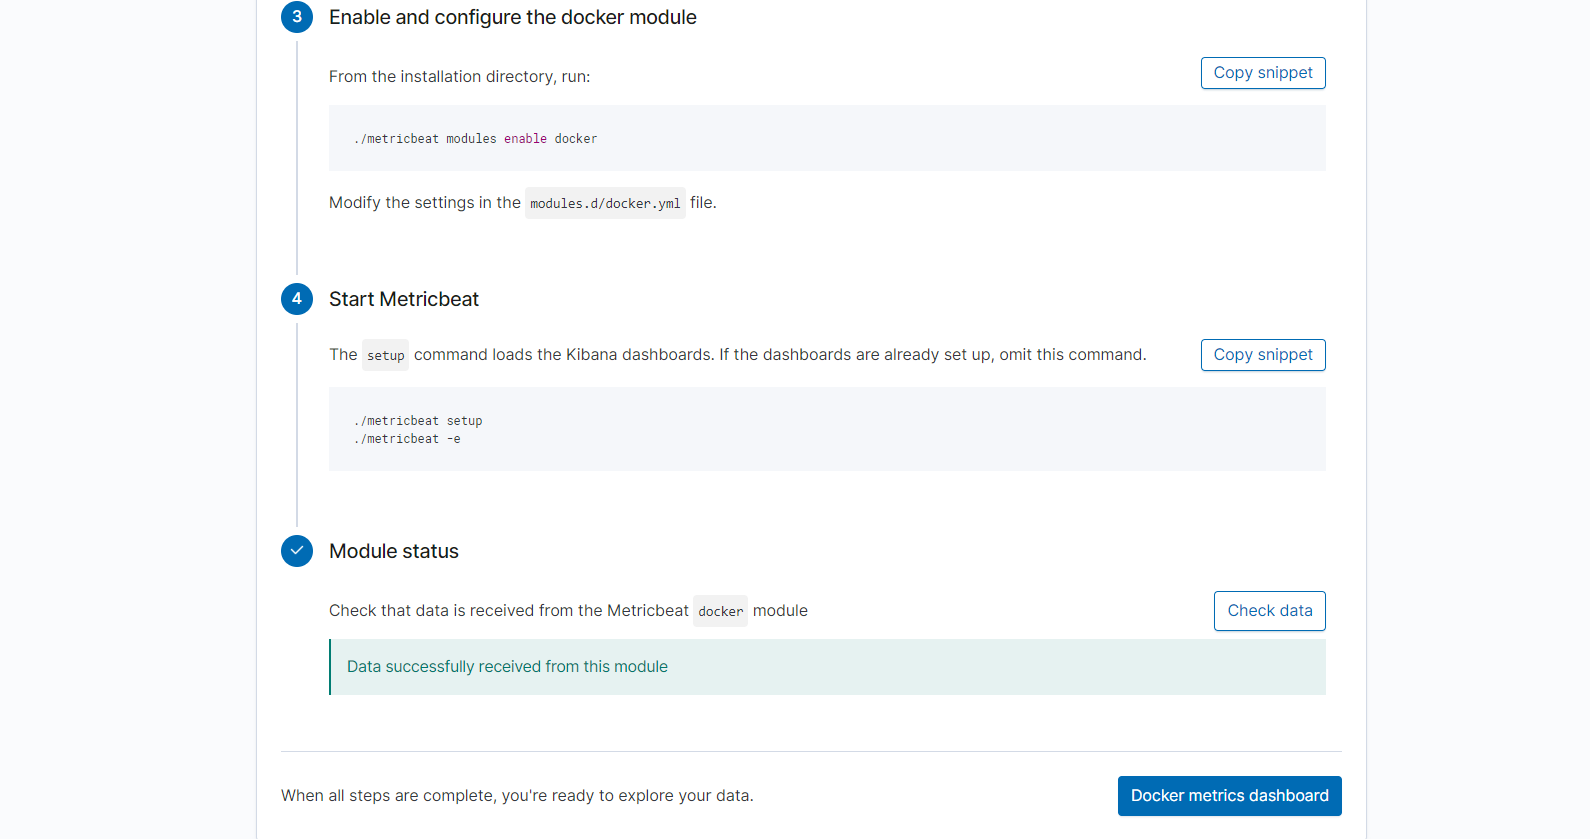 3 Enable and configure the docker module
From the installation directory, run:
Copy snippet
./metricbeat modules enable docker
Modify the settings in the modules.d/docker.yml file.
4 Start Metricbeat
The setup command loads the Kibana dashboards. If the dashboards are already set up, omit this command.
Copy snippet
./metricbeat setup
./metricbeat -e
Module status
Check that data is received from the Metricbeat docker module
Check data
Data successfully received from this module
When all steps are complete, you're ready to explore your data.
Docker metrics dashboard